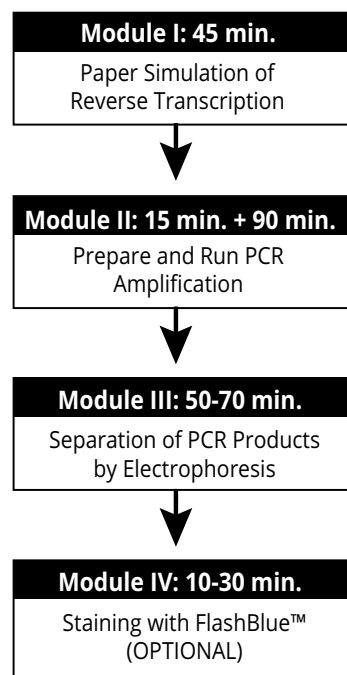 Module I: 45 min.
Paper Simulation of
Reverse Transcription
Module II: 15 min. + 90 min.
Prepare and Run PCR
Amplification
Module III: 50-70 min.
Separation of PCR Products
by Electrophoresis
Module IV: 10-30 min.
Staining with FlashBlue™
(OPTIONAL)